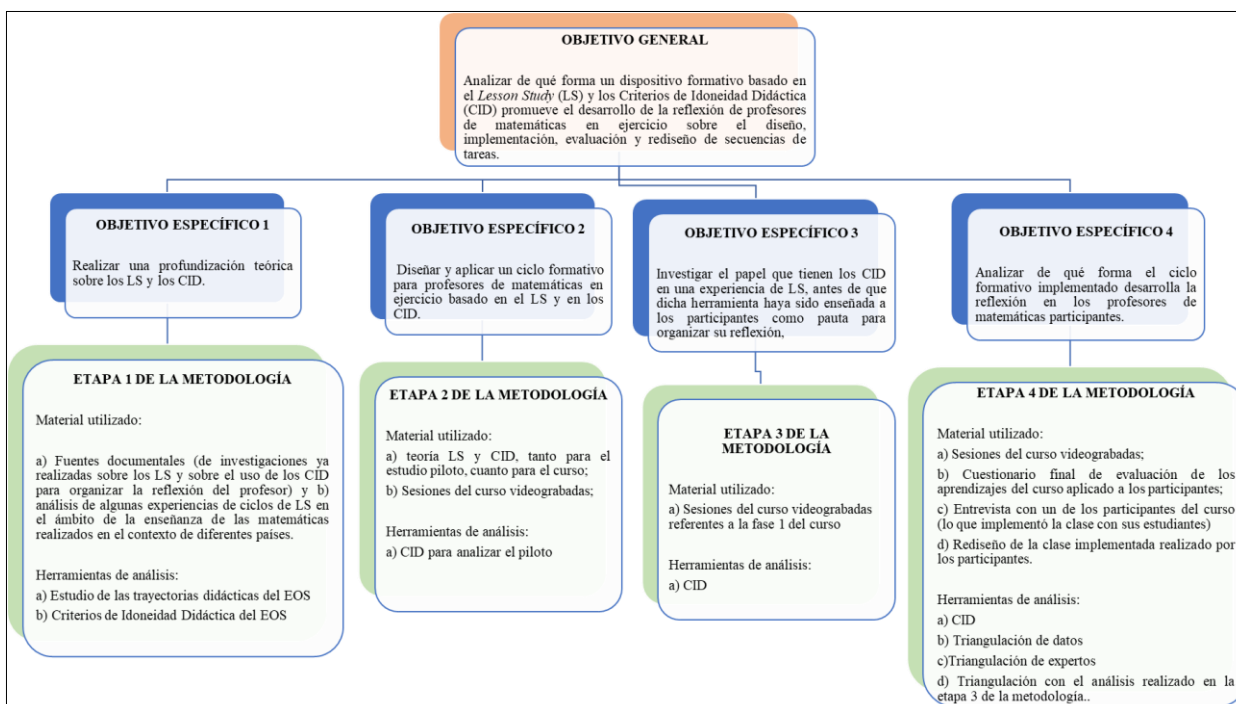 OBJETIVO GENERAL
Analizar de qué forma un dispositivo formativo basado en
el Lesson Study (LS) y los Criterios de Idoneidad Didáctica
(CID) promueve el desarrollo de la reflexión de profesores
de matemáticas en ejercicio sobre el diseño,
implementación, evaluación y rediseño de secuencias de
tareas.
OBJETIVO ESPECÍFICO 1
Realizar una profundización teórica
sobre los LS y los CID.
OBJETIVO ESPECÍFICO 2
Diseñar y aplicar un ciclo formativo
para profesores de matemáticas en
ejercicio basado en el LS y en los
CID.
OBJETIVO ESPECÍFICO 3
Investigar el papel que tienen los CID
en una experiencia de LS, antes de que
dicha herramienta haya sido enseñada a
los participantes como pauta para
organizar su reflexión,
OBJETIVO ESPECÍFICO 4
Analizar de qué forma el ciclo
formativo implementado desarrolla la
reflexión en los profesores de
matemáticas participantes.
ETAPA 1 DE LA METODOLOGÍA
Material utilizado:
a) Fuentes documentales (de investigaciones ya
realizadas sobre los LS y sobre el uso de los CID
para organizar la reflexión del profesor) y b)
análisis de algunas experiencias de ciclos de LS en
el ámbito de la enseñanza de las matemáticas
realizados en el contexto de diferentes países.
Herramientas de análisis:
a) Estudio de las trayectorias didácticas del EOS
b) Criterios de Idoneidad Didáctica del EOS
ETAPA 2 DE LA METODOLOGÍA
Material utilizado:
a) teoría LS y CID, tanto para el
estudio piloto, cuanto para el curso;
b) Sesiones del curso videograbadas;
Herramientas de análisis:
a) CID para analizar el piloto
ETAPA 3 DE LA
METODOLOGÍA
Material utilizado:
a) Sesiones del curso videograbadas
referentes a la fase 1 del curso
Herramientas de análisis:
a) CID
ETAPA 4 DE LA METODOLOGÍA
Material utilizado:
a) Sesiones del curso videograbadas;
b) Cuestionario final de evaluación de los
aprendizajes del curso aplicado a los participantes;
c) Entrevista con un de los participantes del curso
(lo que implementó la clase con sus estudiantes)
d) Rediseño de la clase implementada realizado por
los participantes.
Herramientas de análisis:
a) CID
b) Triangulación de datos
c)Triangulación de expertos
d) Triangulación con el análisis realizado en la
etapa 3 de la metodología..